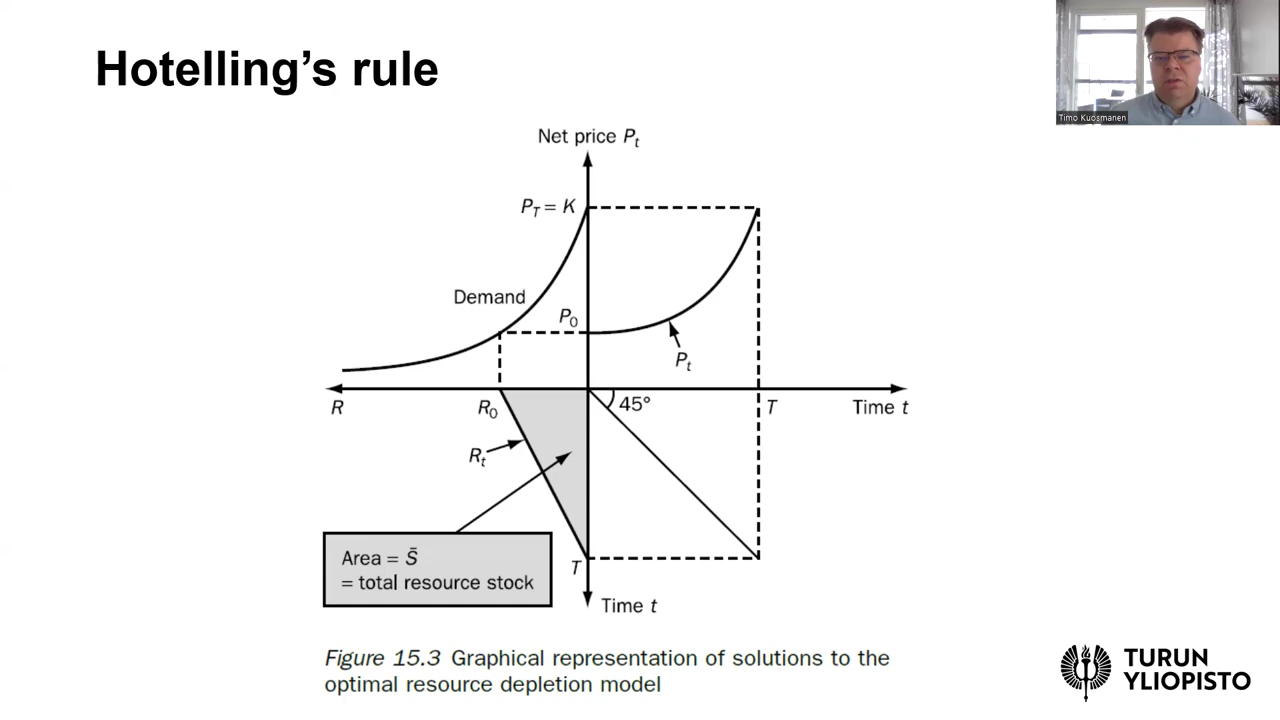 Hotelling's rule
Timo Kuosmanen
Net price Pₜ
P_T = K
Demand
P₀
Pₜ
R
R₀
45°
T
Time t
Rₜ
Area = S̄
= total resource stock
T
Time t
Figure 15.3 Graphical representation of solutions to the
optimal resource depletion model
TURUN
YLIOPISTO